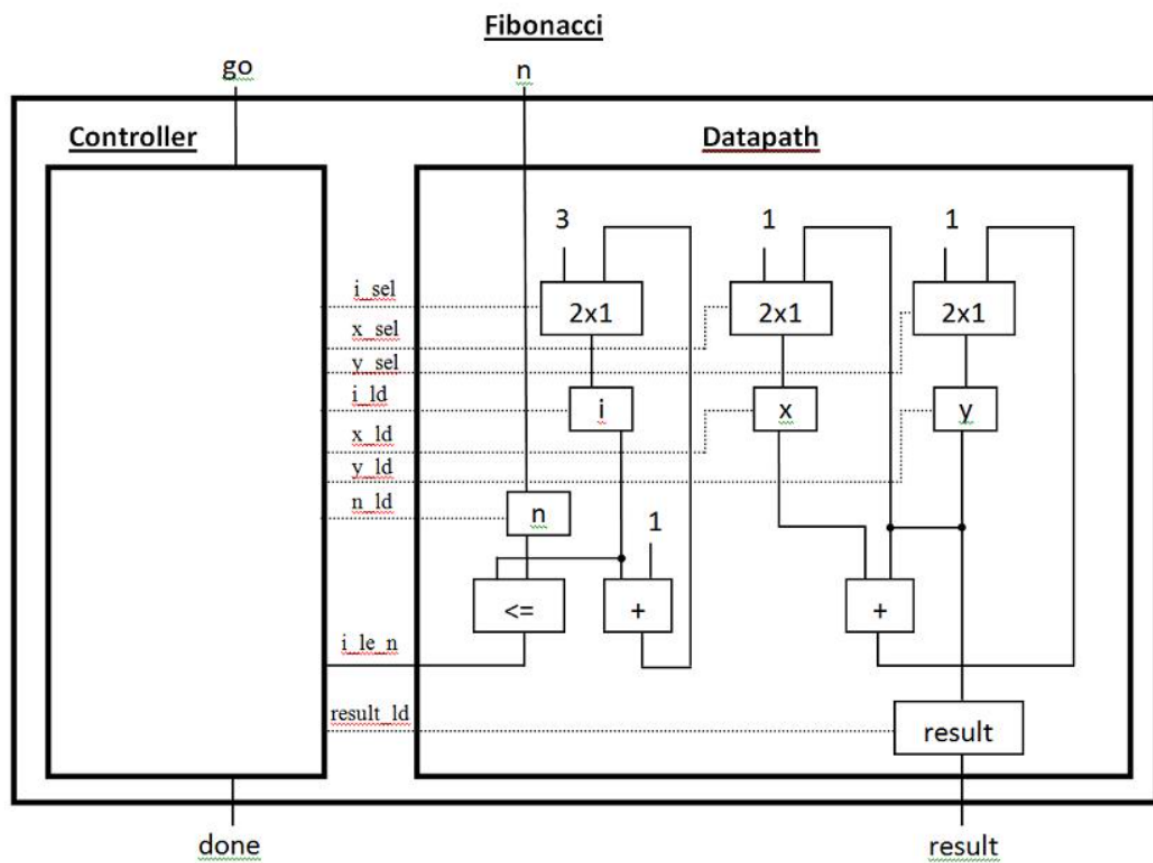 Fibonacci
go n
Controller Datapath
3 1 1
i_sel 2x1 2x1 2x1
x_sel
y_sel
i_ld i x y
x_ld
y_ld
n_ld n 1
<= + +
i_le_n
result_ld result
done result